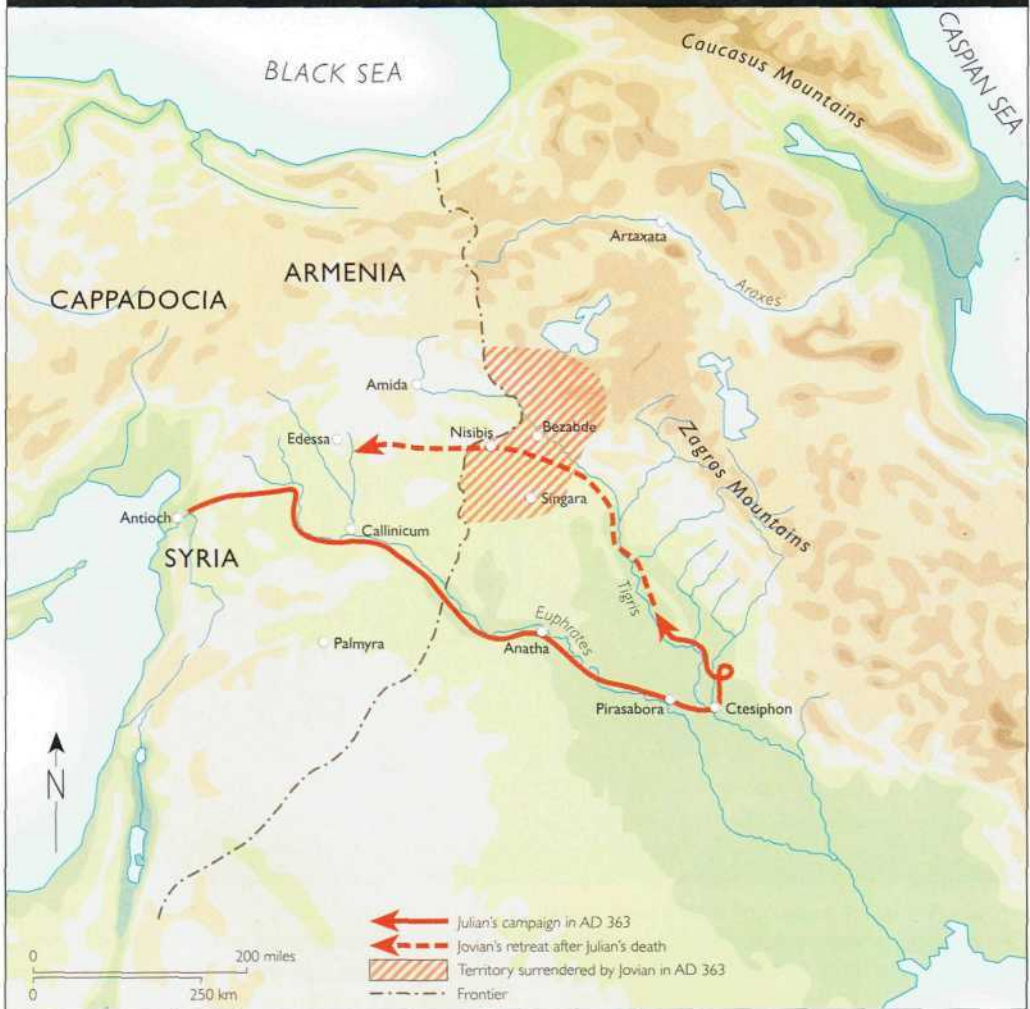 BLACK SEA
Caucasus Mountains
CASPIAN SEA
Artaxata
Araxes
ARMENIA
CAPPADOCIA
Amida
Edessa
Nisibis
Bezabde
Zagros Mountains
Singara
Antioch
Callinicum
SYRIA
Tigris
Euphrates
Palmyra
Anatha
Pirasabora
Ctesiphon
N
Julian's campaign in AD 363
Jovian's retreat after Julian's death
Territory surrendered by Jovian in AD 363
Frontier
0 200 miles
0 250 km